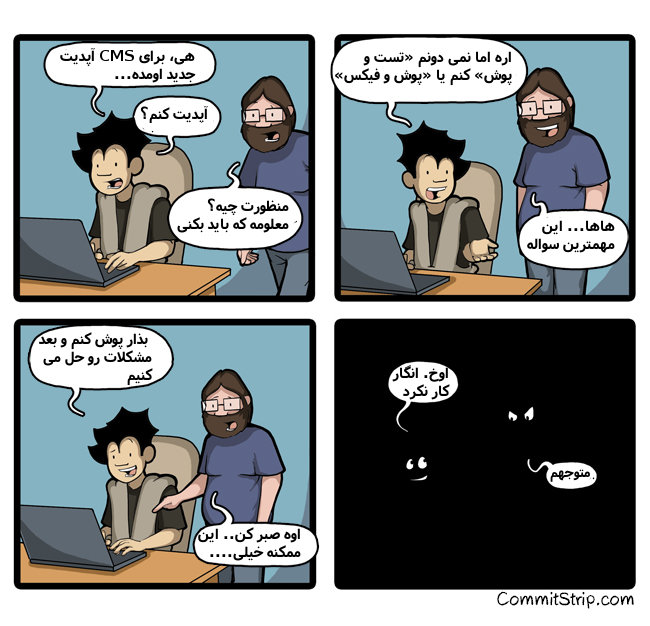 هی، برای CMS آپدیت
جدید اومده...
آپدیت کنم؟
منظورت چیه؟
معلومه که باید بکنی
اره اما نمی دونم «تست و
پوش» کنم یا «پوش و فیکس»
هاها... این
مهمترین سواله
بذار پوش کنم و بعد
مشکلات رو حل می
کنیم
اوه صبر کن.. این
ممکنه خیلی....
اوخ. انگار
کار نکرد
متوجهم
CommitStrip.com